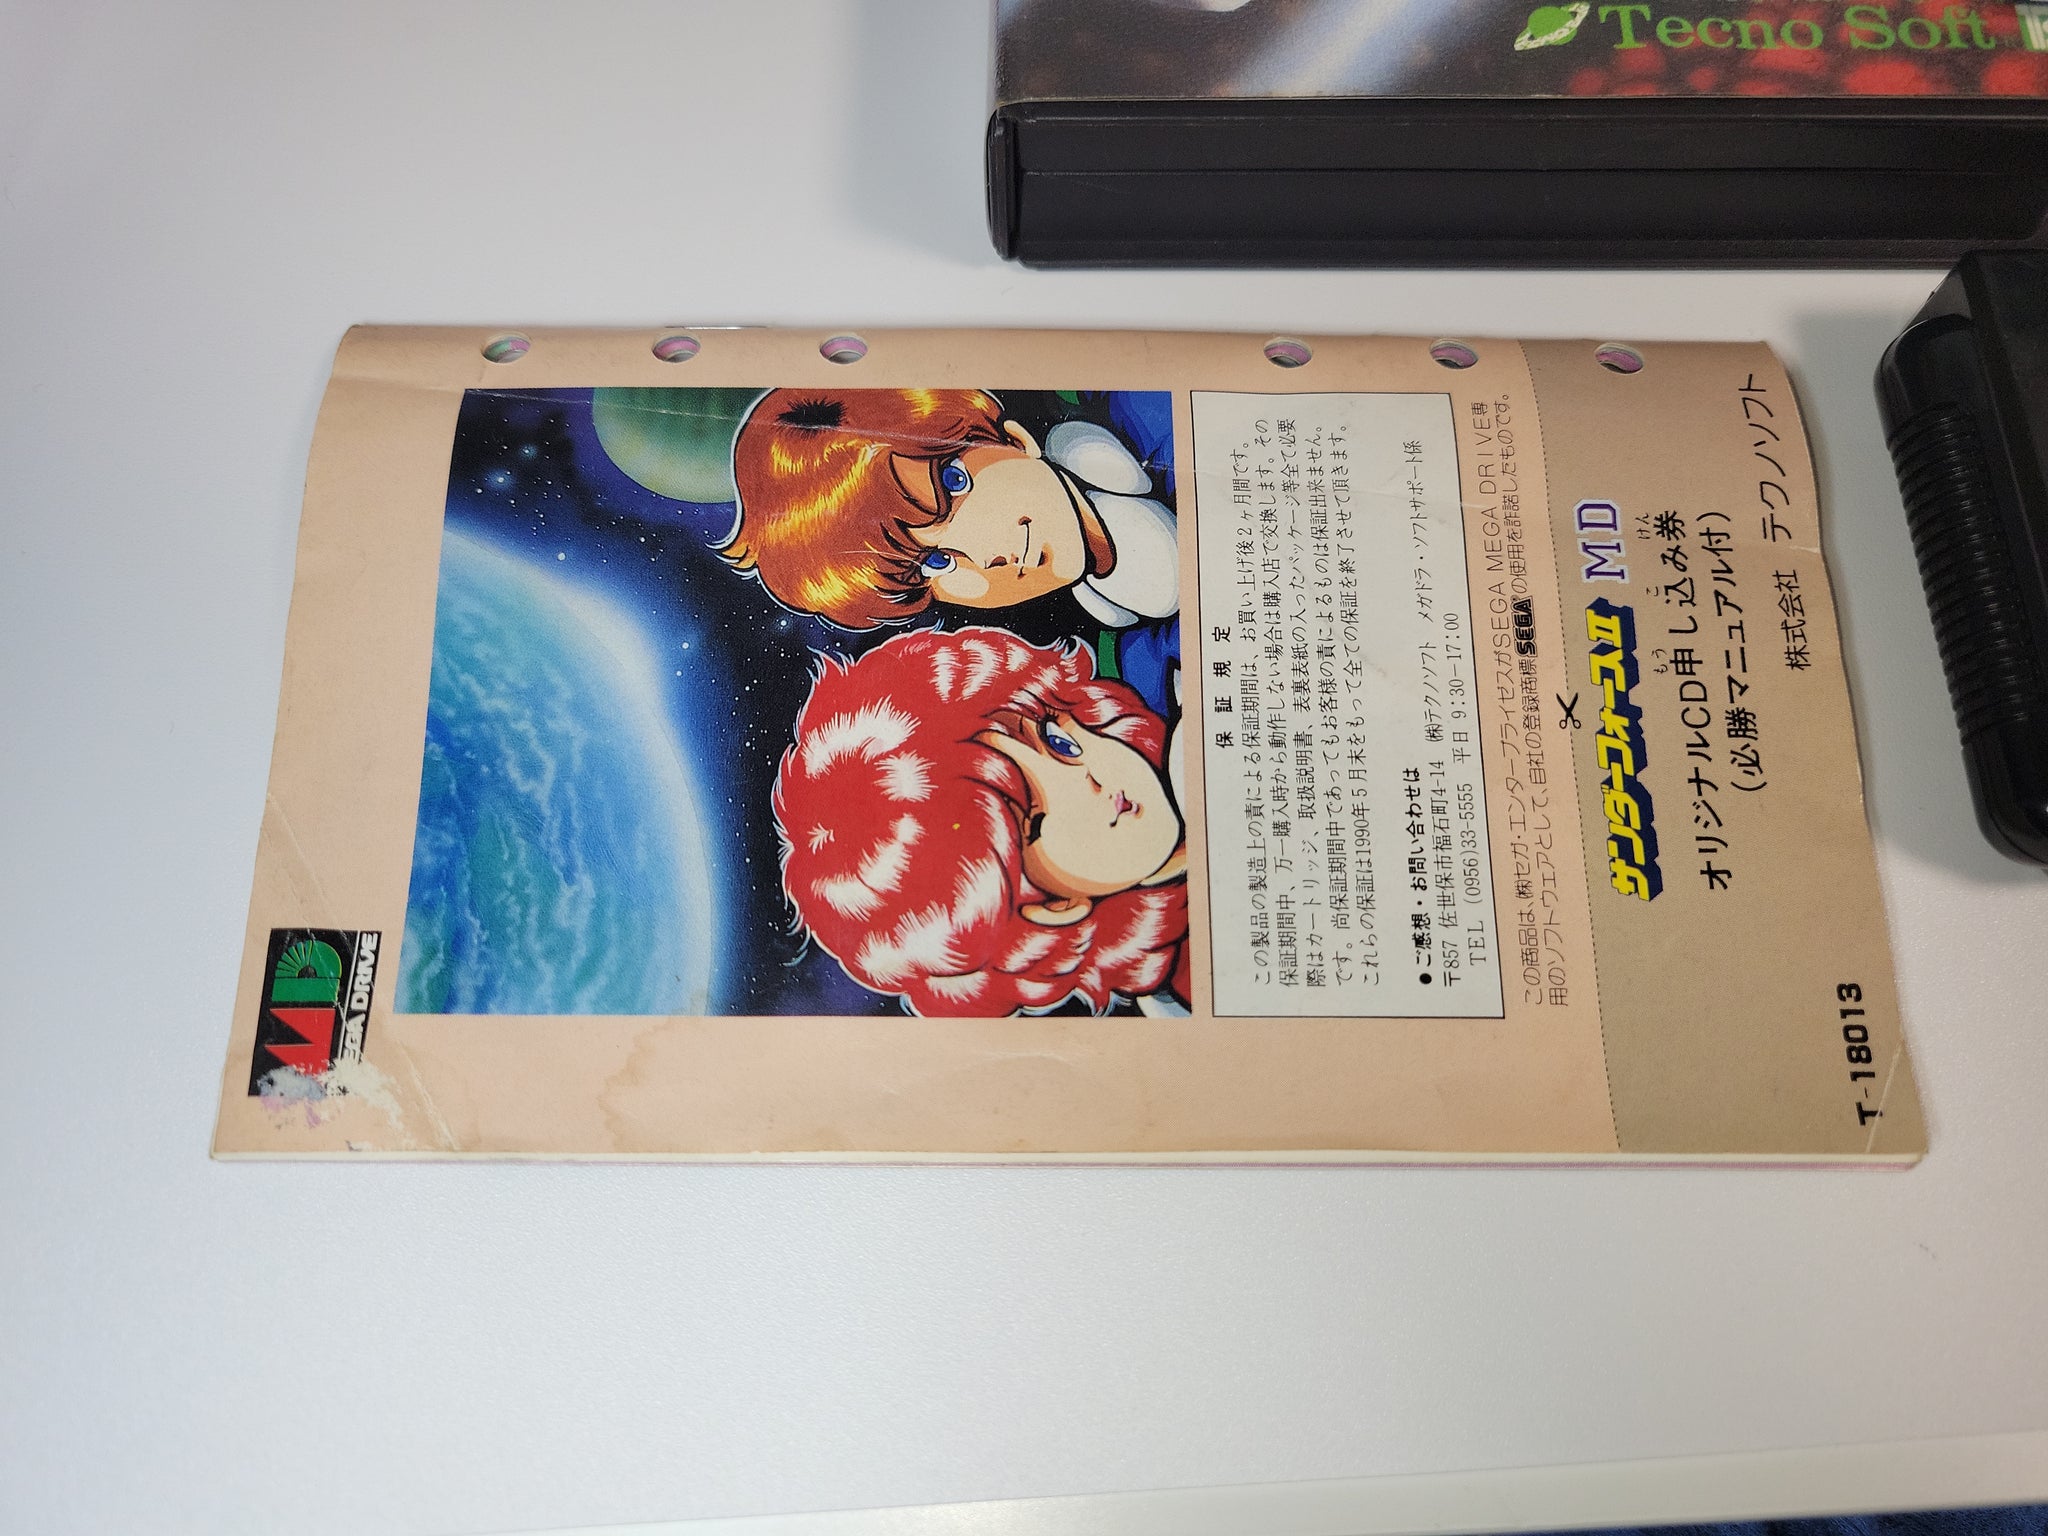 Tecno Soft
MEGA DRIVE
保証規定
この製品の製造上の責による保証期間は、お買い上げ後2ヶ月間です。
保証期間中、万一購入時から動作しない場合は購入店で交換します。その
際はカートリッジ、取扱説明書、表裏表紙の入ったパッケージ等全て必要
です。尚保証期間中であってもお客様の責によるものは保証出来ません。
これらの保証は1990年5月末をもって全ての保証を終了させて頂きます。
●ご感想・お問い合わせは
〒857 佐世保市福石町4-14 ㈱テクノソフト メガドラ・ソフトサポート係
TEL (0956)33-5555 平日 9:30―17:00
この商品は、㈱セガ・エンタープライゼスがSEGA MEGA DRIVE専
用のソフトウェアとして、自社の登録商標SEGAの使用を許諾したものです。
サンダーフォースII MD
オリジナルCD申し込み券
もう こ けん
(必勝マニュアル付)
株式会社 テクノソフト
T-18013